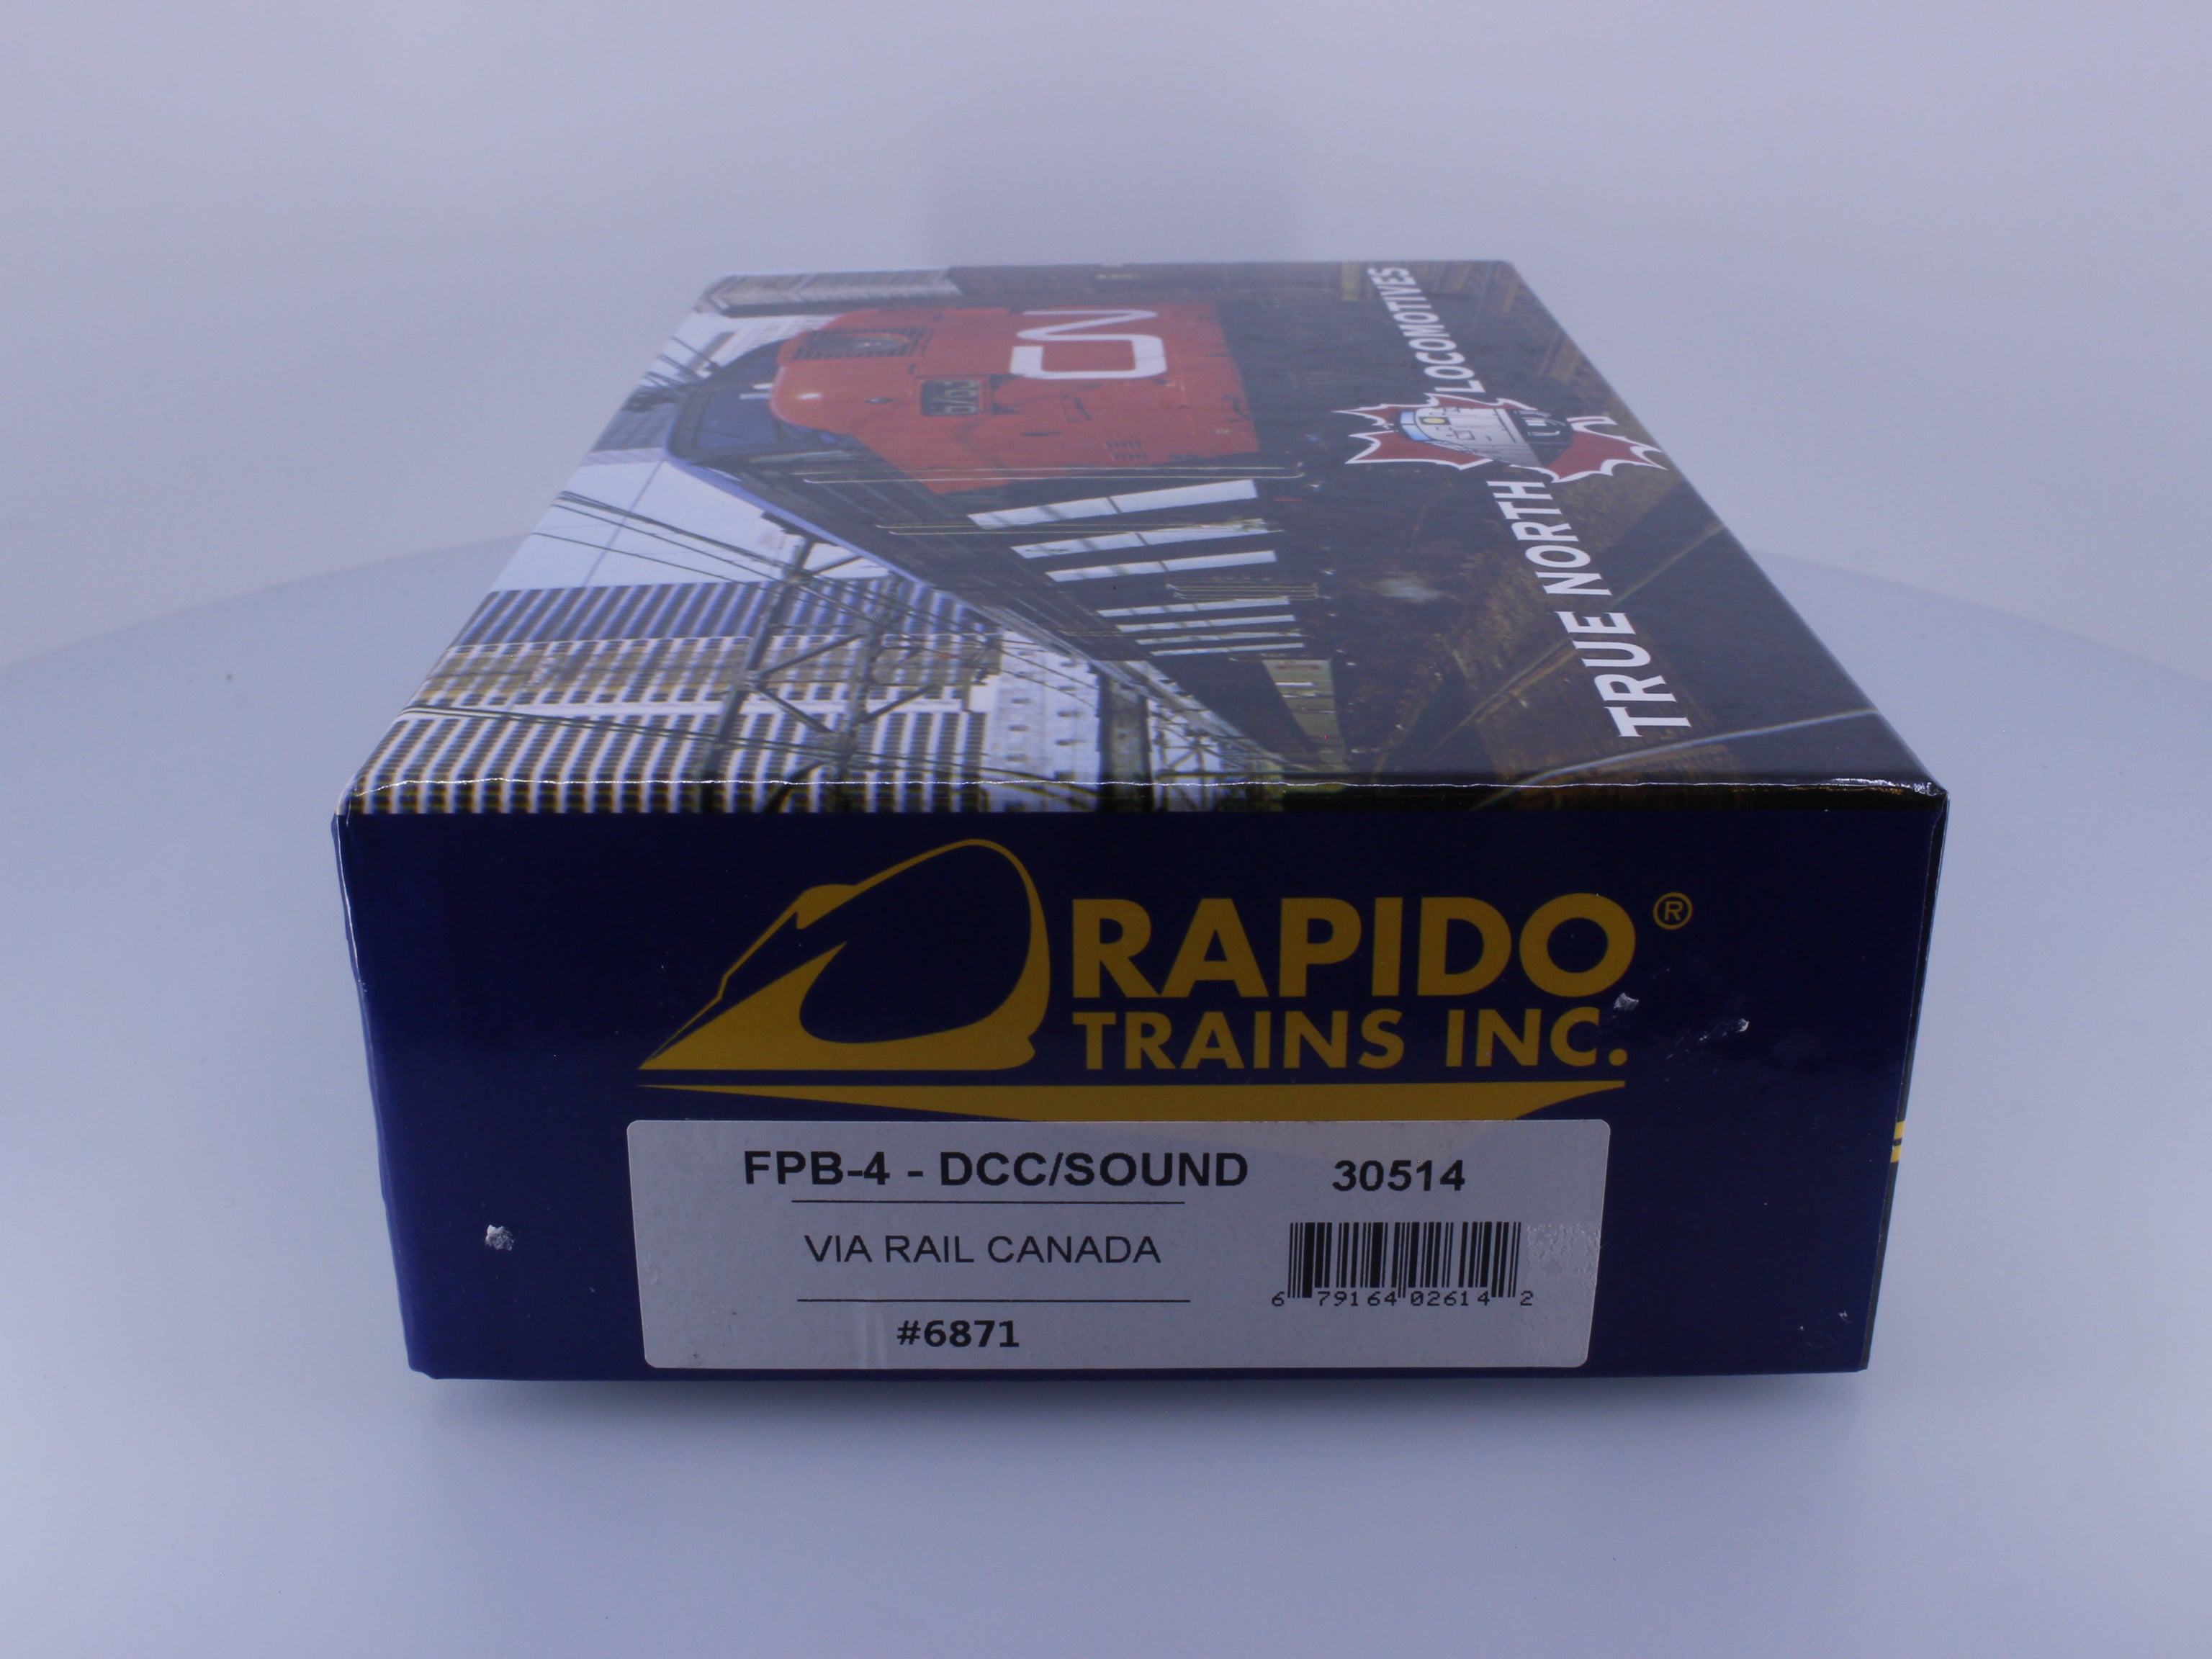 CN
TRUE NORTH LOCOMOTIVES
RAPIDO®
TRAINS INC.
FPB-4 - DCC/SOUND 30514
VIA RAIL CANADA
6 79164 02614 2
#6871